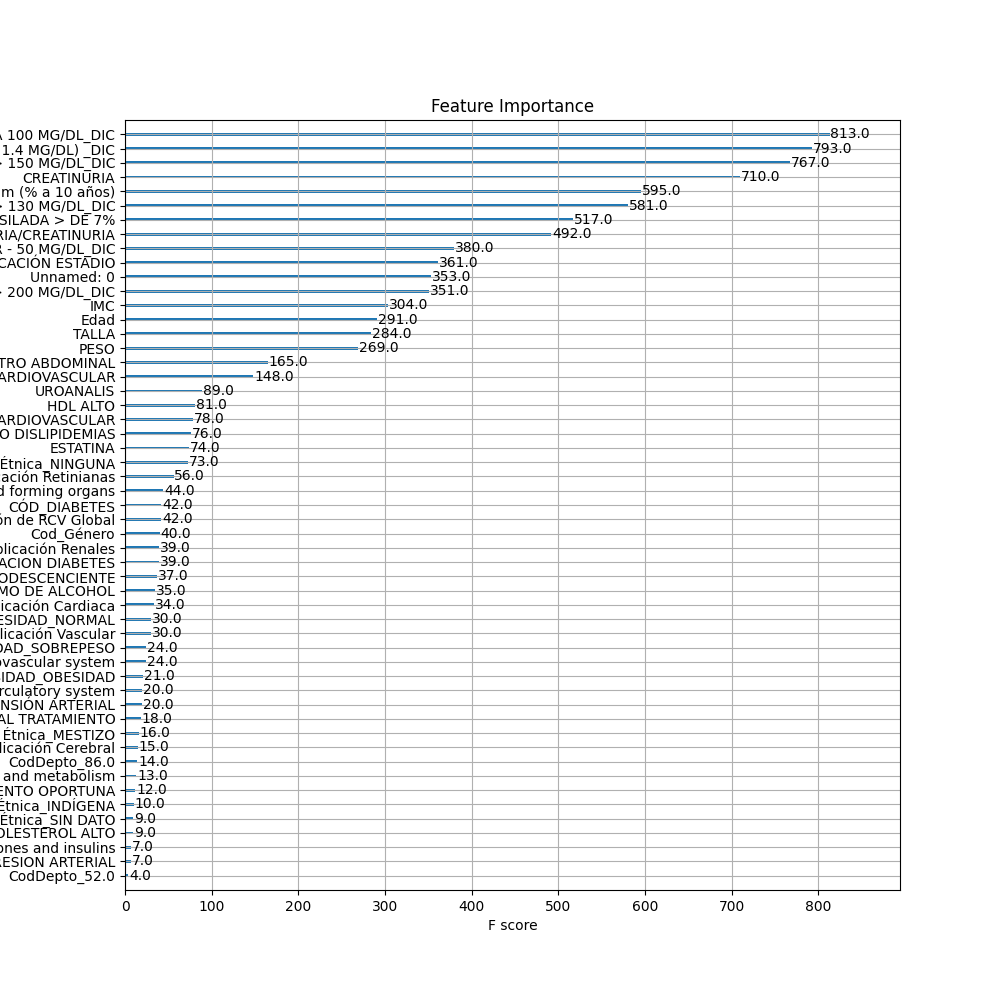 Feature Importance
A 100 MG/DL_DIC 813.0
1.4 MG/DL) _DIC 793.0
> 150 MG/DL_DIC 767.0
CREATINURIA 710.0
m (% a 10 años) 595.0
> 130 MG/DL_DIC 581.0
SILADA > DE 7% 517.0
RIA/CREATINURIA 492.0
R - 50 MG/DL_DIC 380.0
CACIÓN ESTADIO 361.0
Unnamed: 0 353.0
> 200 MG/DL_DIC 351.0
IMC 304.0
Edad 291.0
TALLA 284.0
PESO 269.0
TRO ABDOMINAL 165.0
ARDIOVASCULAR 148.0
UROANALIS 89.0
HDL ALTO 81.0
ARDIOVASCULAR 78.0
O DISLIPIDEMIAS 76.0
ESTATINA 74.0
Étnica_NINGUNA 73.0
ación Retinianas 56.0
d forming organs 44.0
CÓD_DIABETES 42.0
ón de RCV Global 42.0
Cod_Género 40.0
plicación Renales 39.0
ACION DIABETES 39.0
ODESCENCIENTE 37.0
MO DE ALCOHOL 35.0
icación Cardiaca 34.0
ESIDAD_NORMAL 30.0
plicación Vascular 30.0
DAD_SOBREPESO 24.0
ovascular system 24.0
SIDAD_OBESIDAD 21.0
irculatory system 20.0
ENSIÓN ARTERIAL 20.0
AL TRATAMIENTO 18.0
Étnica_MESTIZO 16.0
licación Cerebral 15.0
CodDepto_86.0 14.0
and metabolism 13.0
ENTO OPORTUNA 12.0
Étnica_INDÍGENA 10.0
Étnica_SIN DATO 9.0
OLESTEROL ALTO 9.0
ones and insulins 7.0
RESION ARTERIAL 7.0
CodDepto_52.0 4.0
0 100 200 300 400 500 600 700 800
F score